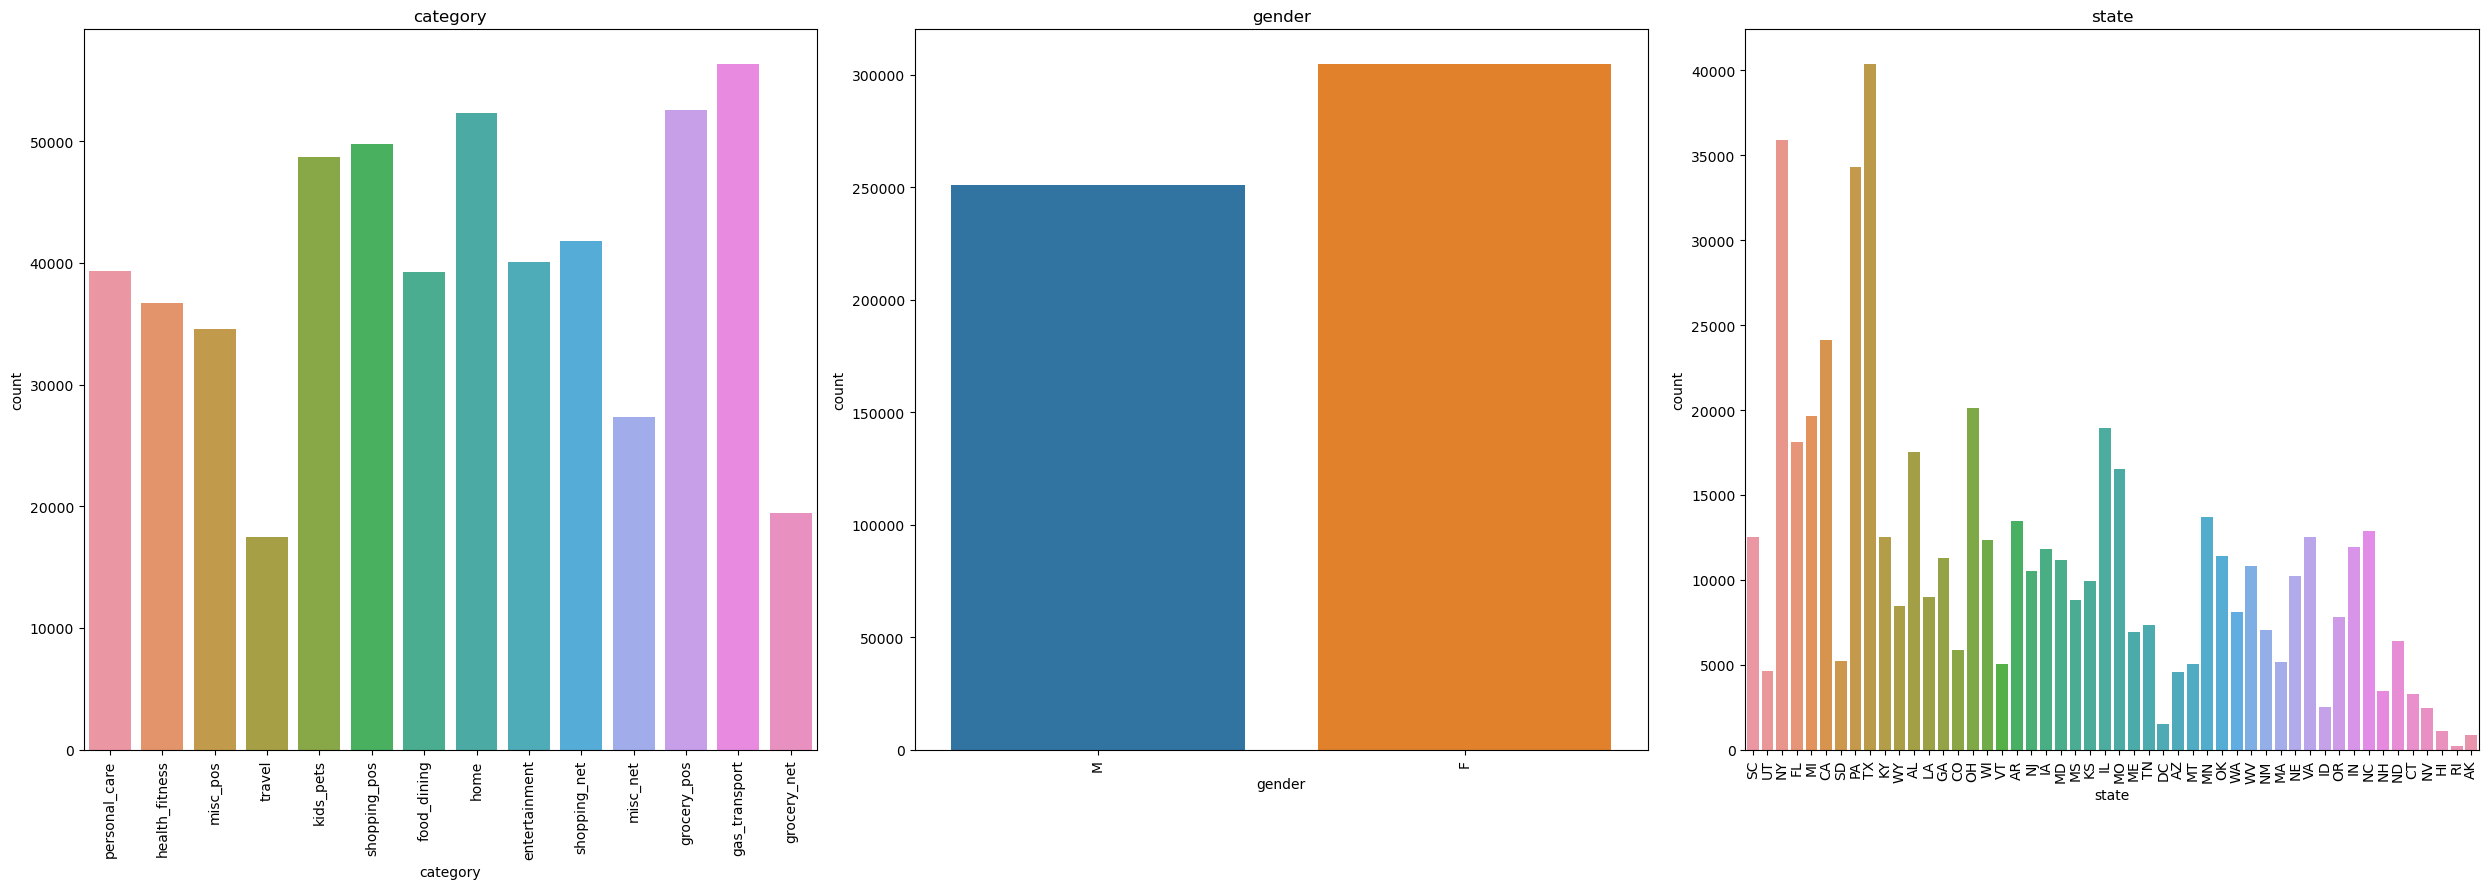 category
count
50000
40000
30000
20000
10000
0
personal_care
health_fitness
misc_pos
travel
kids_pets
shopping_pos
food_dining
home
entertainment
shopping_net
misc_net
grocery_pos
gas_transport
grocery_net
category
gender
count
300000
250000
200000
150000
100000
50000
0
M
F
gender
state
count
40000
35000
30000
25000
20000
15000
10000
5000
0
SC
UT
NY
FL
MI
CA
SD
PA
TX
KY
WY
AL
LA
GA
CO
OH
WI
VT
AR
NJ
IA
MD
MS
KS
IL
MO
ME
TN
DC
AZ
MT
MN
OK
WA
WV
NM
MA
NE
VA
ID
OR
IN
NC
NH
ND
CT
NV
HI
RI
AK
state